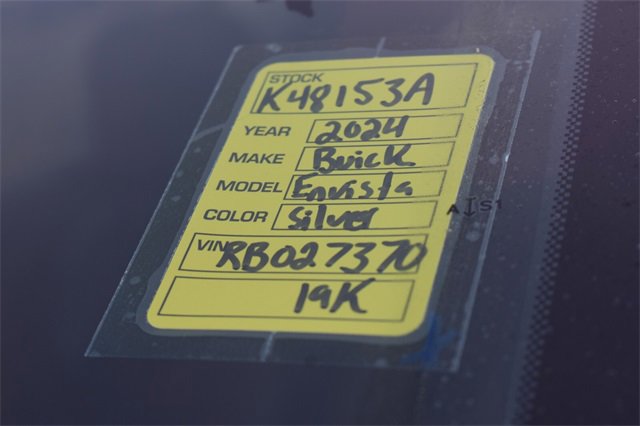 STOCK
K48153A
YEAR 2024
MAKE Buick
MODEL Envista
COLOR Silver
VIN RB027370
19K
AS1